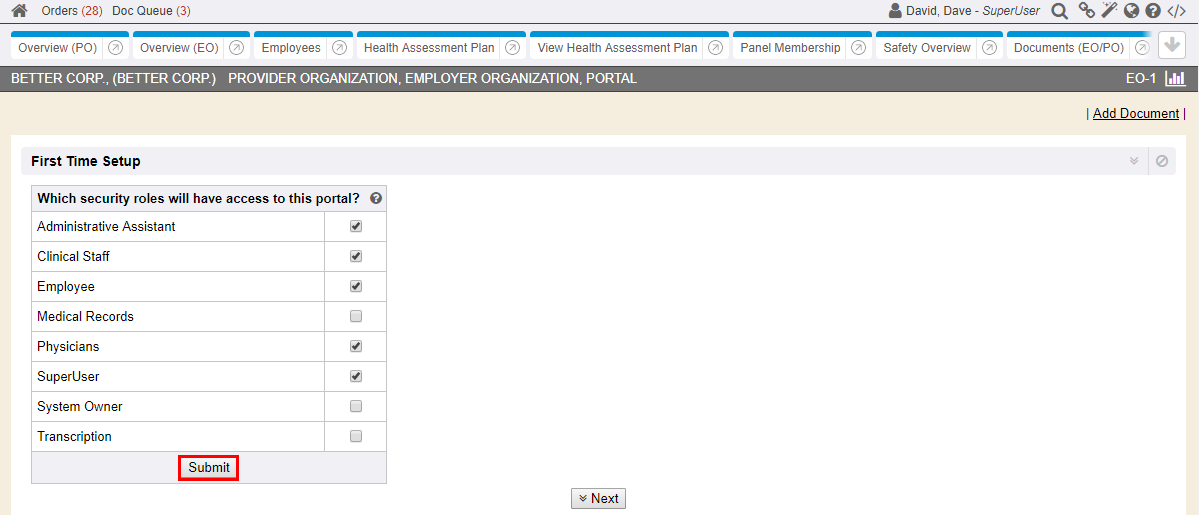 Orders (28) Doc Queue (3) David, Dave - SuperUser
Overview (PO) Overview (EO) Employees Health Assessment Plan View Health Assessment Plan Panel Membership Safety Overview Documents (EO/PO)
BETTER CORP., (BETTER CORP.) PROVIDER ORGANIZATION, EMPLOYER ORGANIZATION, PORTAL EO-1
| Add Document |
First Time Setup
Which security roles will have access to this portal?
Administrative Assistant
Clinical Staff
Employee
Medical Records
Physicians
SuperUser
System Owner
Transcription
Submit
Next